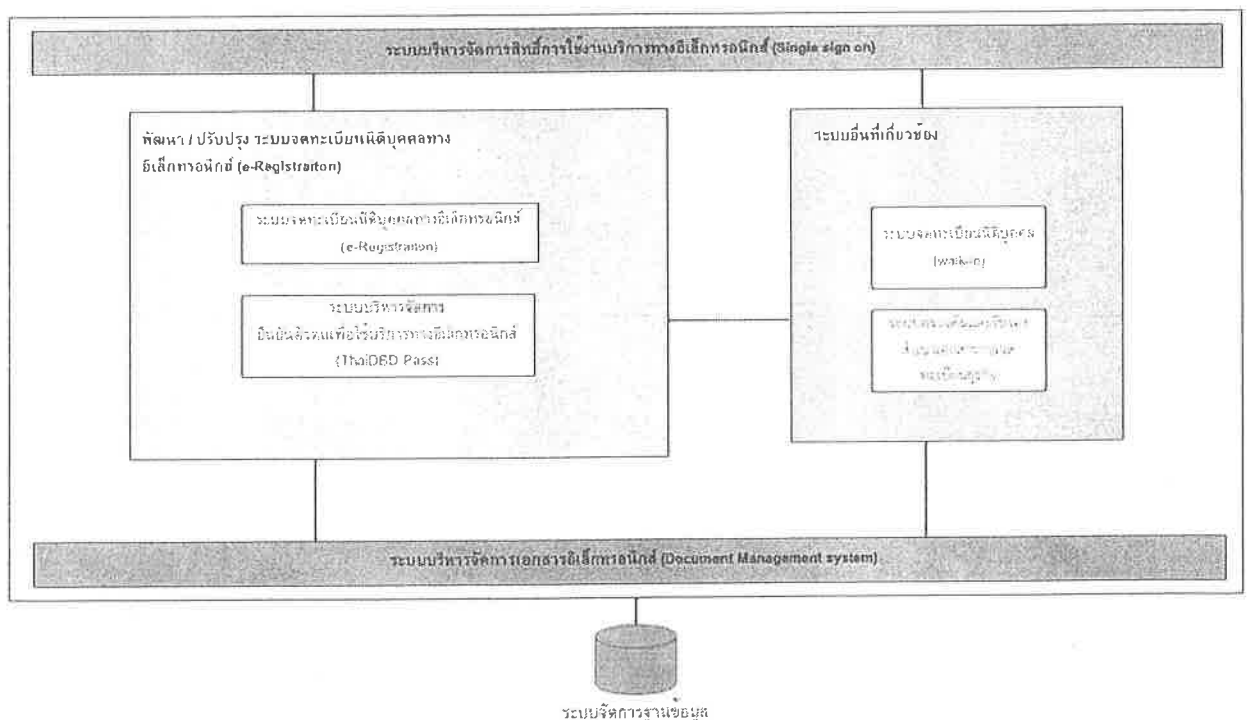 ระบบบริหารจัดการสิทธิ์การใช้งานบริการทางอิเล็กทรอนิกส์ (Single sign on)
พัฒนา / ปรับปรุง ระบบจดทะเบียนนิติบุคคลทาง
อิเล็กทรอนิกส์ (e-Registraiton)
ระบบจดทะเบียนนิติบุคคลทางอิเล็กทรอนิกส์
(e-Registraiton)
ระบบบริหารจัดการ
ยืนยันตัวตนเพื่อใช้บริการทางอิเล็กทรอนิกส์
(ThaiDBD Pass)
ระบบอื่นที่เกี่ยวข้อง
ระบบจดทะเบียนนิติบุคคล
(walk-in)
ระบบบริหารจัดการเอกสารอิเล็กทรอนิกส์ (Document Management system)
ระบบจัดการฐานข้อมูล